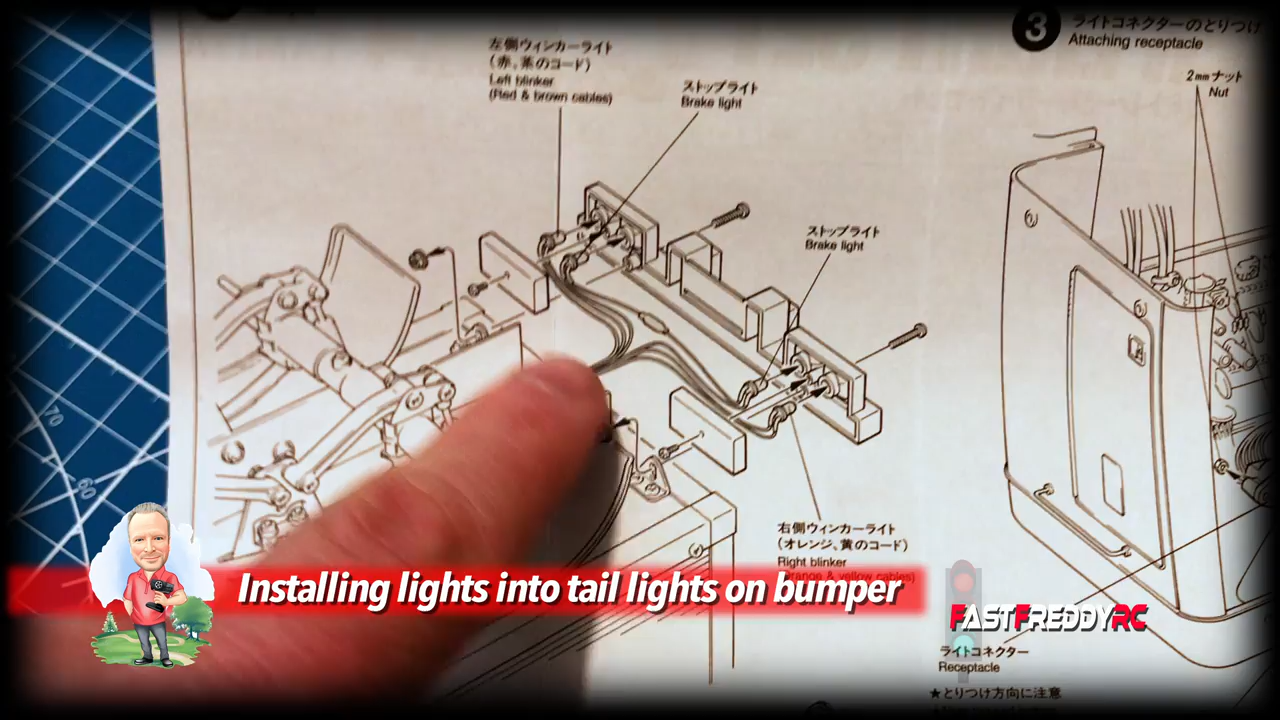 左側ウィンカーライト
(赤、茶のコード)
Left blinker
(Red & brown cables)
ストップライト
Brake light
3
ライトコネクターのとりつけ
Attaching receptacle
2mmナット
Nut
ストップライト
Brake light
右側ウィンカーライト
(オレンジ、黄のコード)
Right blinker
(Orange & yellow cables)
70
60
Installing lights into tail lights on bumper
FASTFREDDYRC
ライトコネクター
Receptacle
★とりつけ方向に注意